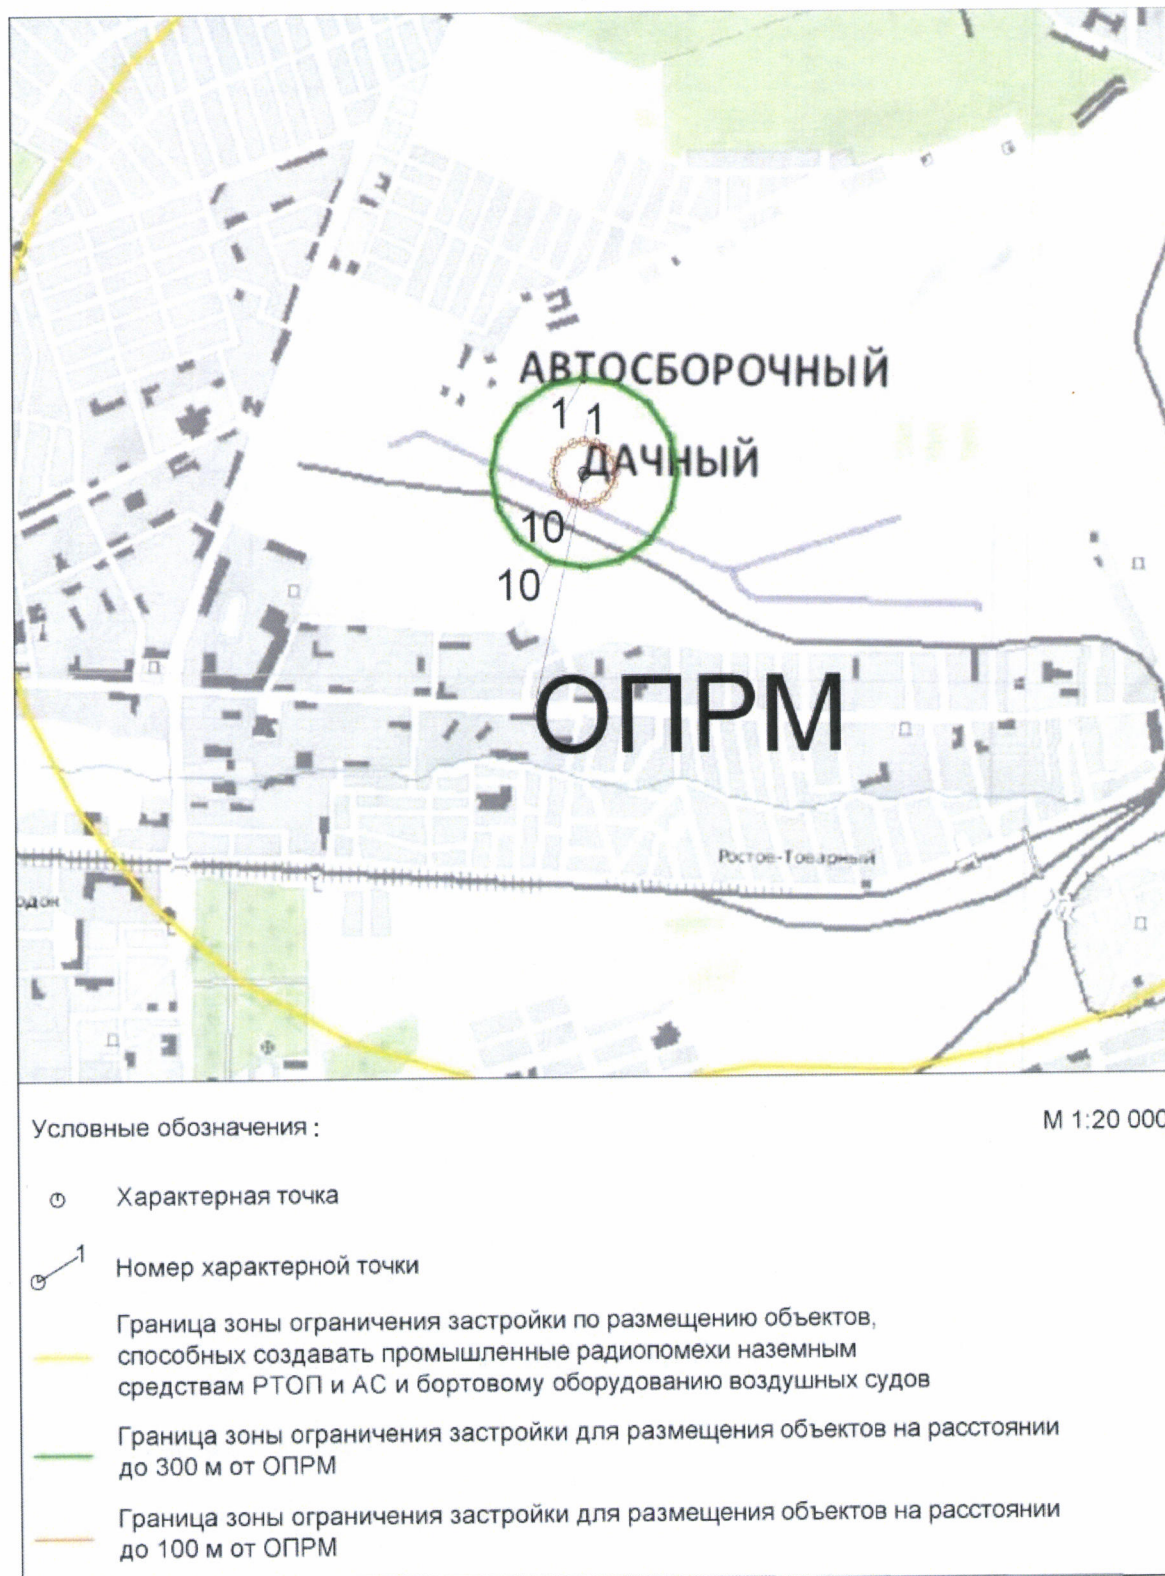 АВТОСБОРОЧНЫЙ
1
1
ДАЧНЫЙ
10
10
ОПРМ
Ростов-Товарный
одок
Условные обозначения :
М 1:20 000
Характерная точка
1
Номер характерной точки
Граница зоны ограничения застройки по размещению объектов,
способных создавать промышленные радиопомехи наземным
средствам РТОП и АС и бортовому оборудованию воздушных судов
Граница зоны ограничения застройки для размещения объектов на расстоянии
до 300 м от ОПРМ
Граница зоны ограничения застройки для размещения объектов на расстоянии
до 100 м от ОПРМ